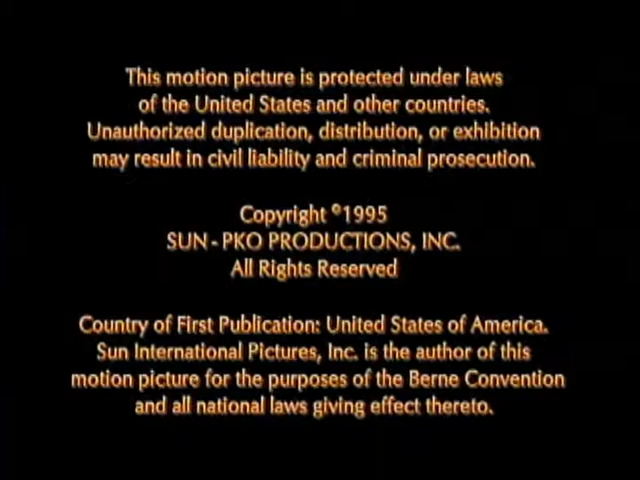 This motion picture is protected under laws
of the United States and other countries.
Unauthorized duplication, distribution, or exhibition
may result in civil liability and criminal prosecution.
Copyright ©1995
SUN - PKO PRODUCTIONS, INC.
All Rights Reserved
Country of First Publication: United States of America.
Sun International Pictures, Inc. is the author of this
motion picture for the purposes of the Berne Convention
and all national laws giving effect thereto.